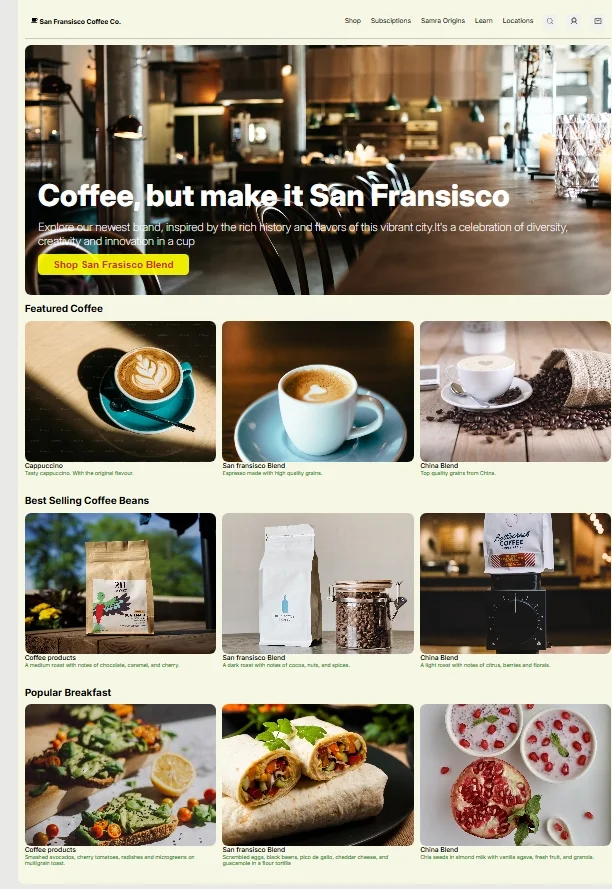 San Fransisco Coffee Co.
Shop Subsciptions Samra Origins Learn Locations
Coffee, but make it San Fransisco
Explore our newest brand, inspired by the rich history and flavors of this vibrant city.It's a celebration of diversity,
creativity and innovation in a cup
Shop San Frasisco Blend
Featured Coffee
Cappuccino
Tasty cappuccino. With the original flavour.
San fransisco Blend
Espresso made with high quality grains.
China Blend
Top quality grains from China.
Best Selling Coffee Beans
COFFEE
Coffee products
A medium roast with notes of chocolate, caramel, and cherry.
San fransisco Blend
A dark roast with notes of cocoa, nuts, and spices.
China Blend
A light roast with notes of citrus, berries and florals.
Popular Breakfast
Coffee products
Smashed avocados, cherry tomatoes, radishes and microgreens on
multigrain toast.
San fransisco Blend
Scrambled eggs, black beans, pico de gallo, cheddar cheese, and
guacamole in a flour tortilla
China Blend
Chia seeds in almond milk with vanilla agave, fresh fruit, and granola.